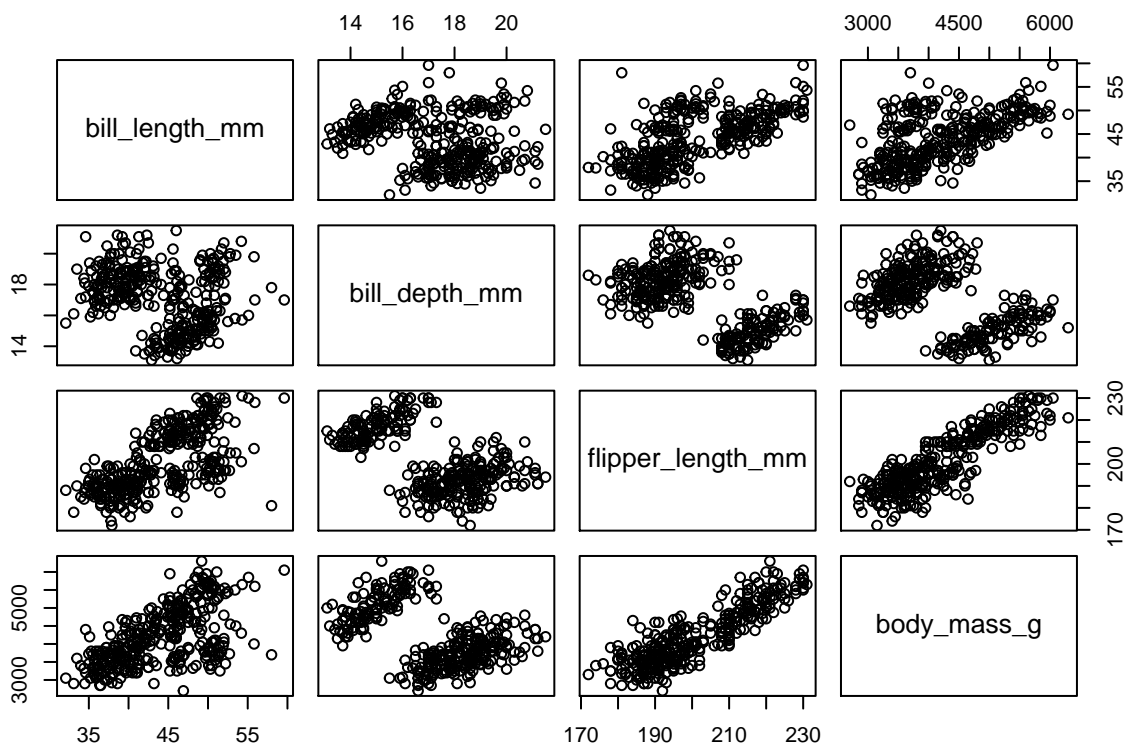 14 16 18 20
3000 4500 6000
bill_length_mm
35 45 55
14 18
bill_depth_mm
flipper_length_mm
170 200 230
3000 5000
body_mass_g
35 45 55
170 190 210 230